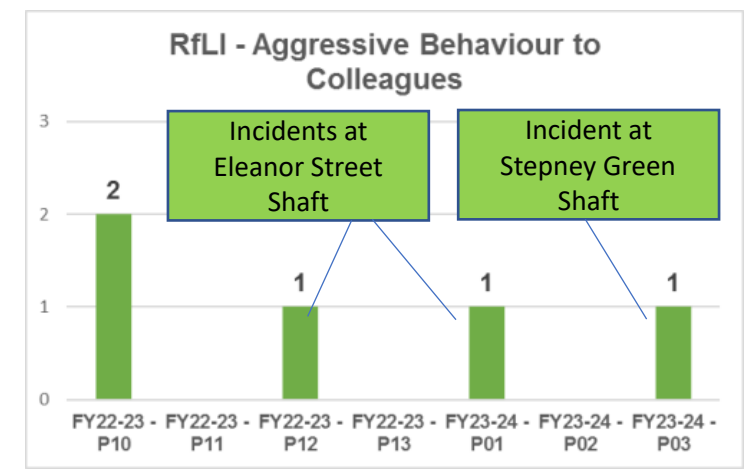 RfLI - Aggressive Behaviour to
Colleagues
3
Incidents at
Eleanor Street
Shaft
Incident at
Stepney Green
Shaft
2
2
1
1
1
1
0
FY22-23 - FY22-23 - FY22-23 - FY22-23 - FY23-24 - FY23-24 - FY23-24 -
P10 P11 P12 P13 P01 P02 P03